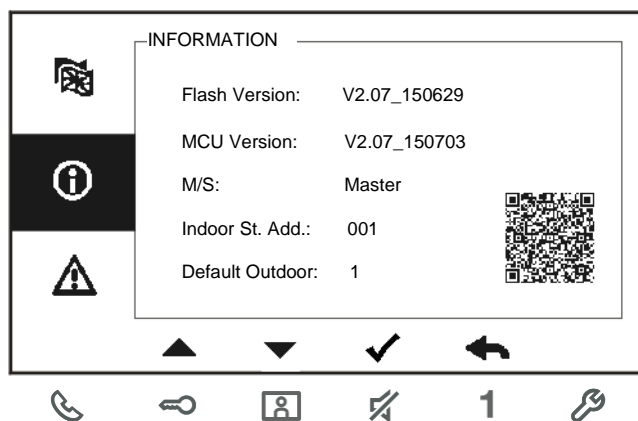 INFORMATION
Flash Version: V2.07_150629
MCU Version: V2.07_150703
M/S: Master
Indoor St. Add.: 001
Default Outdoor: 1
1